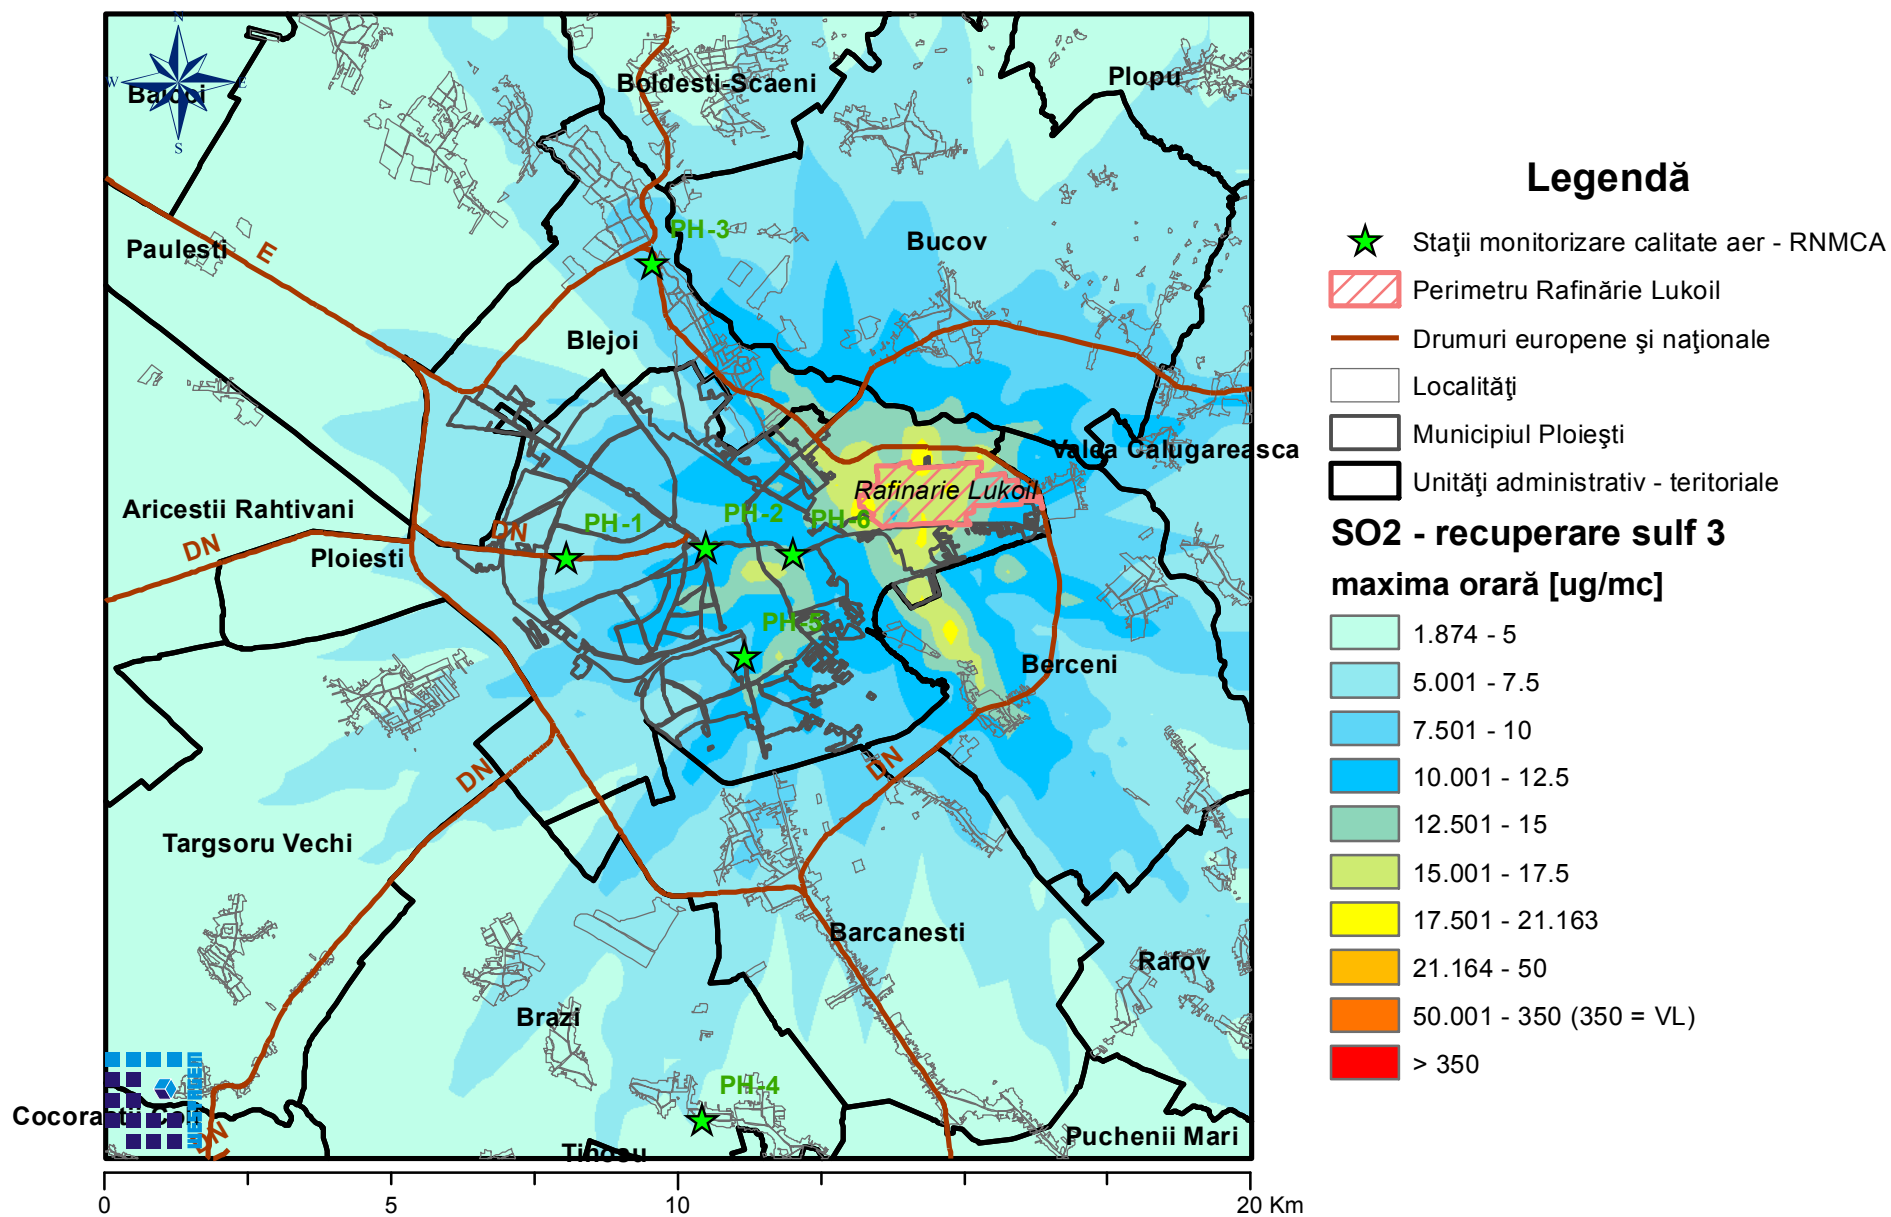 N
W
E
S
Baicoi
Boldesti-Scaeni
Plopu
Paulesti
E
PH-3
Bucov
Blejoi
Valea Calugareasca
Rafinarie Lukoil
Aricestii Rahtivani
DN
Ploiesti
DN
PH-1
PH-2
PH-6
PH-5
Berceni
DN
DN
Targsoru Vechi
Barcanesti
Rafov
Brazi
PH-4
DN
Puchenii Mari
Tinosu
0
5
10
20 Km
Legendă
Staţii monitorizare calitate aer - RNMCA
Perimetru Rafinărie Lukoil
Drumuri europene şi naţionale
Localităţi
Municipiul Ploieşti
Unităţi administrativ - teritoriale
SO2 - recuperare sulf 3
maxima orară [ug/mc]
1.874 - 5
5.001 - 7.5
7.501 - 10
10.001 - 12.5
12.501 - 15
15.001 - 17.5
17.501 - 21.163
21.164 - 50
50.001 - 350 (350 = VL)
> 350